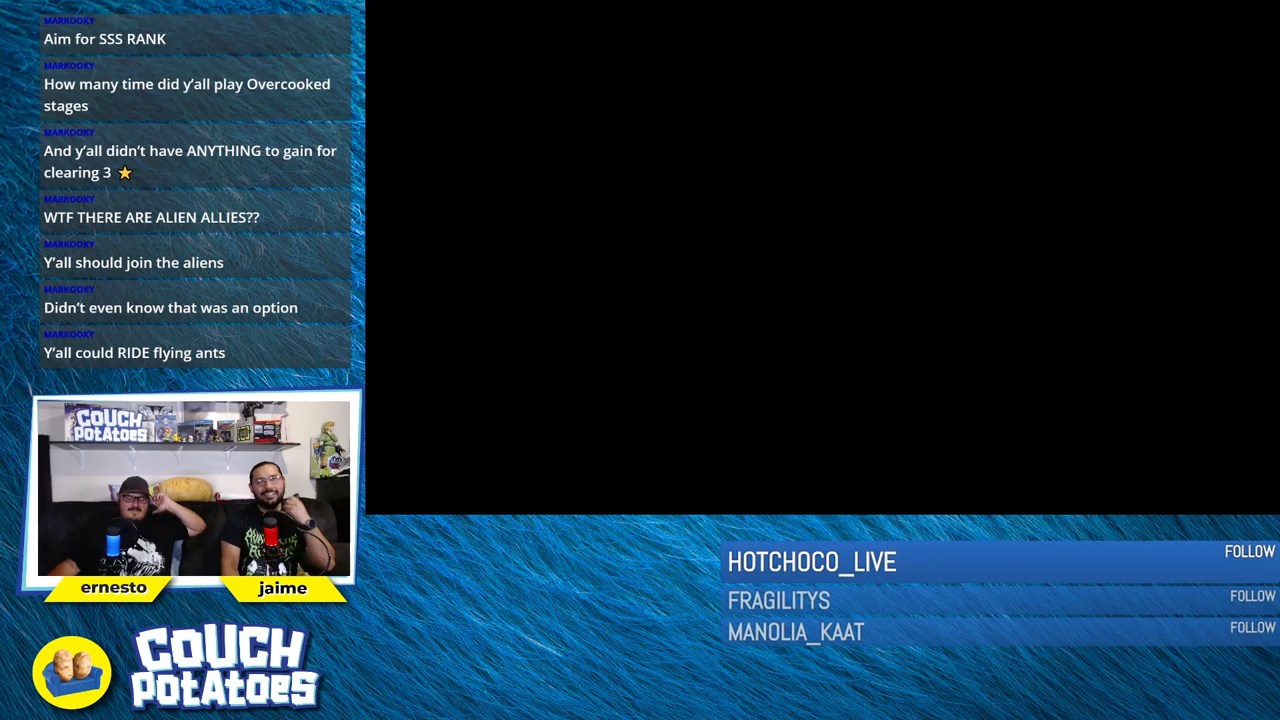 MARKOOKY
Aim for SSS RANK
MARKOOKY
How many time did y'all play Overcooked
stages
MARKOOKY
And y'all didn't have ANYTHING to gain for
clearing 3 ⭐
MARKOOKY
WTF THERE ARE ALIEN ALLIES??
MARKOOKY
Y'all should join the aliens
MARKOOKY
Didn't even know that was an option
MARKOOKY
Y'all could RIDE flying ants
COUCH
POTATOES
ernesto
jaime
COUCH
POTATOES
HOTCHOCO_LIVE FOLLOW
FRAGILITYS FOLLOW
MANOLIA_KAAT FOLLOW